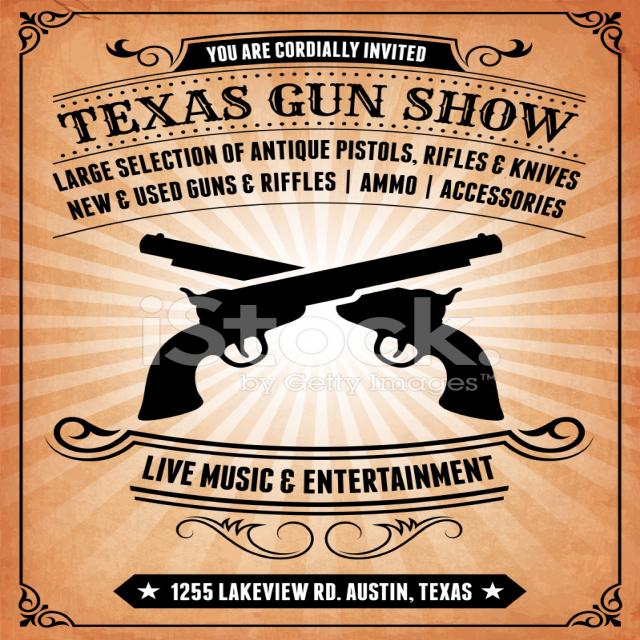 YOU ARE CORDIALLY INVITED
TEXAS GUN SHOW
LARGE SELECTION OF ANTIQUE PISTOLS, RIFLES & KNIVES
NEW & USED GUNS & RIFFLES | AMMO | ACCESSORIES
iStock.
by Getty Images™
LIVE MUSIC & ENTERTAINMENT
★ 1255 LAKEVIEW RD. AUSTIN, TEXAS ★